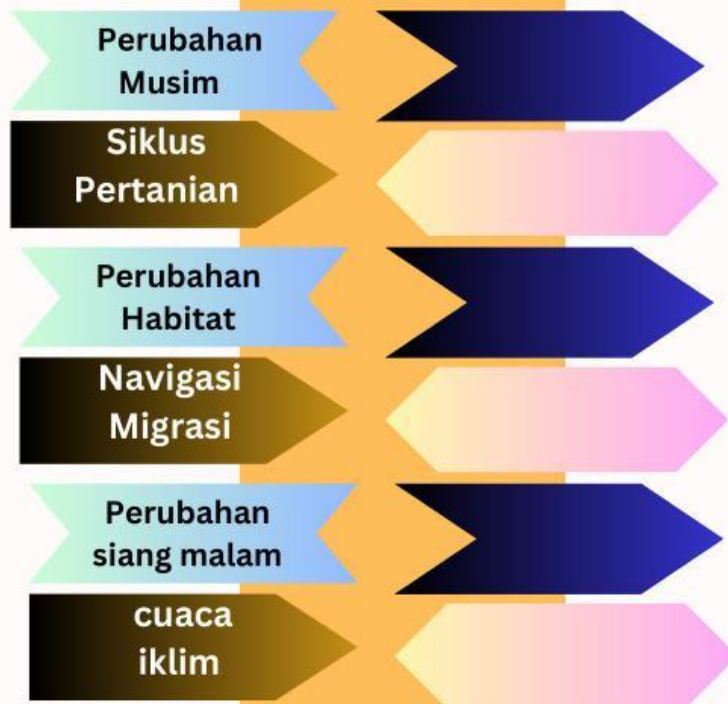 Perubahan
Musim
Siklus
Pertanian
Perubahan
Habitat
Navigasi
Migrasi
Perubahan
siang malam
cuaca
iklim